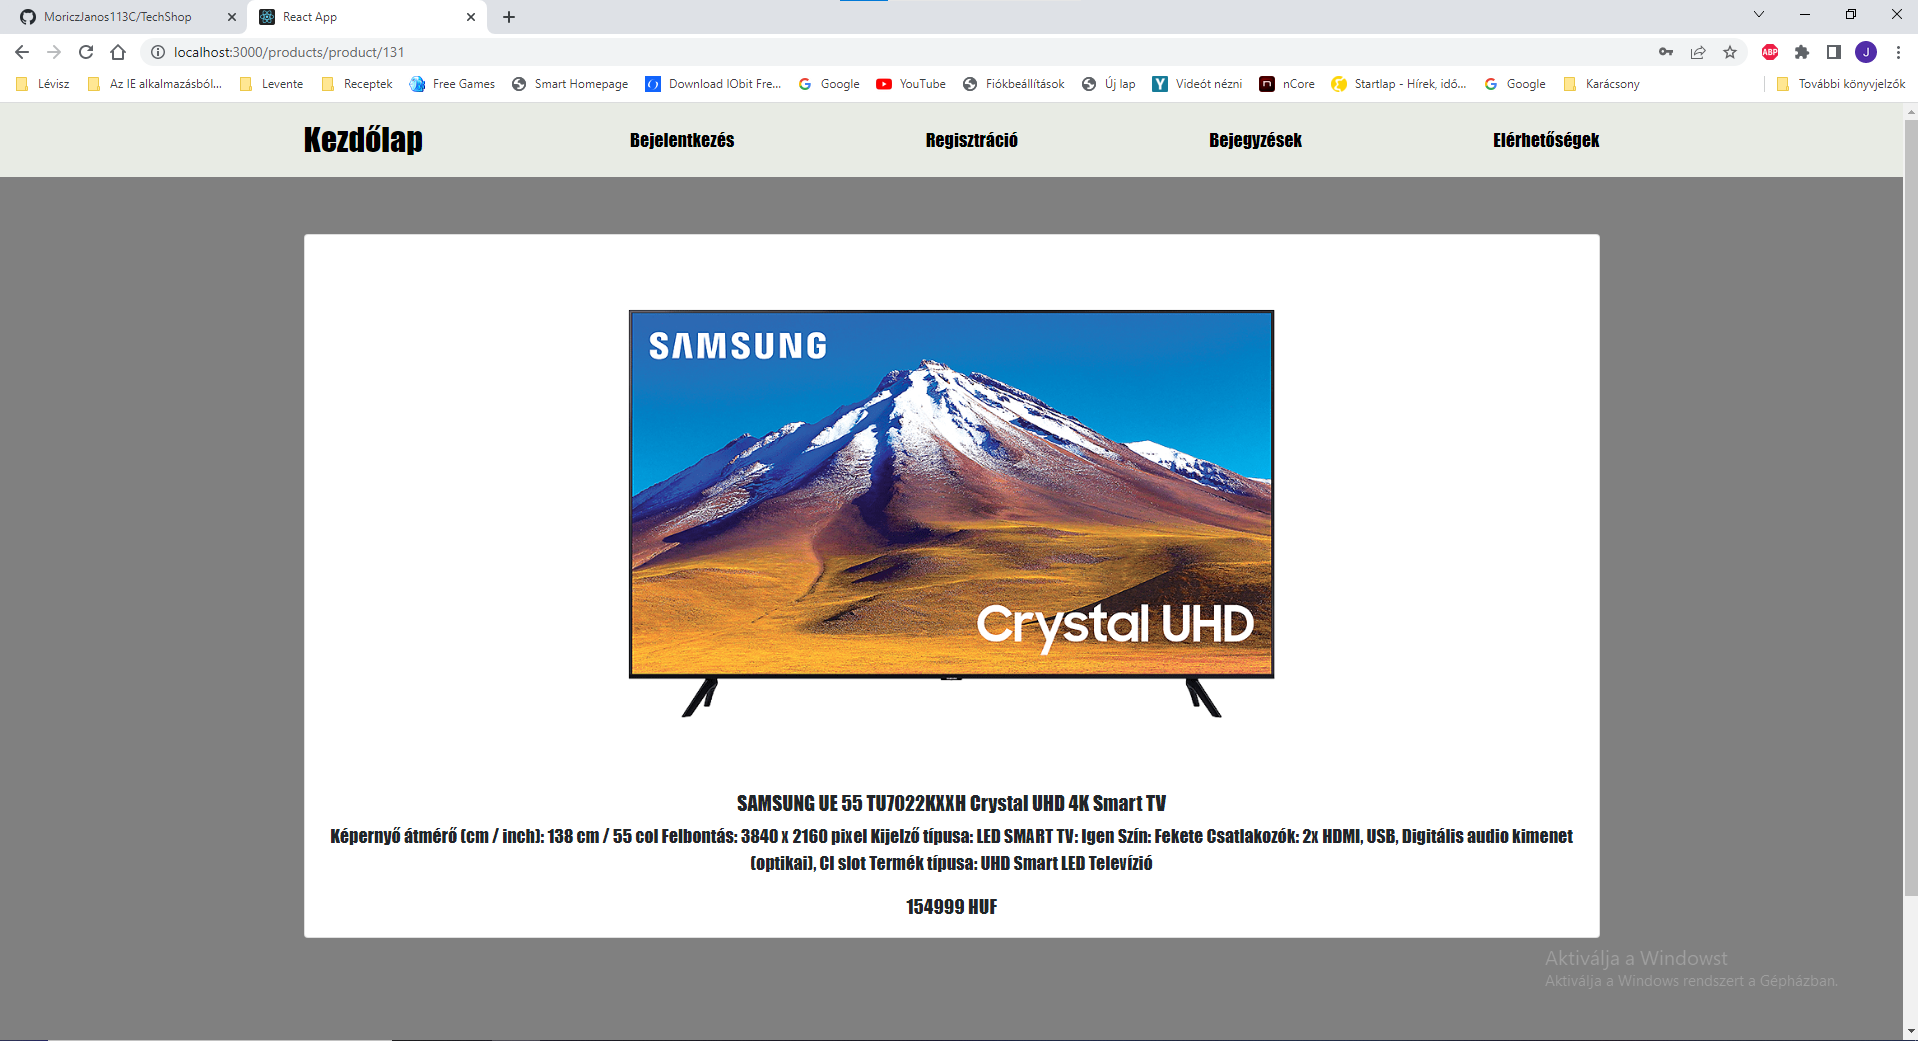 MoriczJanos113C/TechShop
React App
localhost:3000/products/product/131
ABP
J
Lévisz
Az IE alkalmazásból...
Levente
Receptek
Free Games
Smart Homepage
Download IObit Fre...
Google
YouTube
Fiókbeállítások
Új lap
Y
Videót nézni
n
nCore
Startlap - Hírek, idő...
Google
Karácsony
További könyvjelzők
Kezdőlap
Bejelentkezés
Regisztráció
Bejegyzések
Elérhetőségek
SAMSUNG
Crystal UHD
SAMSUNG UE 55 TU7022KXXH Crystal UHD 4K Smart TV
Képernyő átmérő (cm / inch): 138 cm / 55 col Felbontás: 3840 x 2160 pixel Kijelző típusa: LED SMART TV: Igen Szín: Fekete Csatlakozók: 2x HDMI, USB, Digitális audio kimenet
(optikai), CI slot Termék típusa: UHD Smart LED Televízió
154999 HUF
Aktiválja a Windowst
Aktiválja a Windows rendszert a Gépházban.